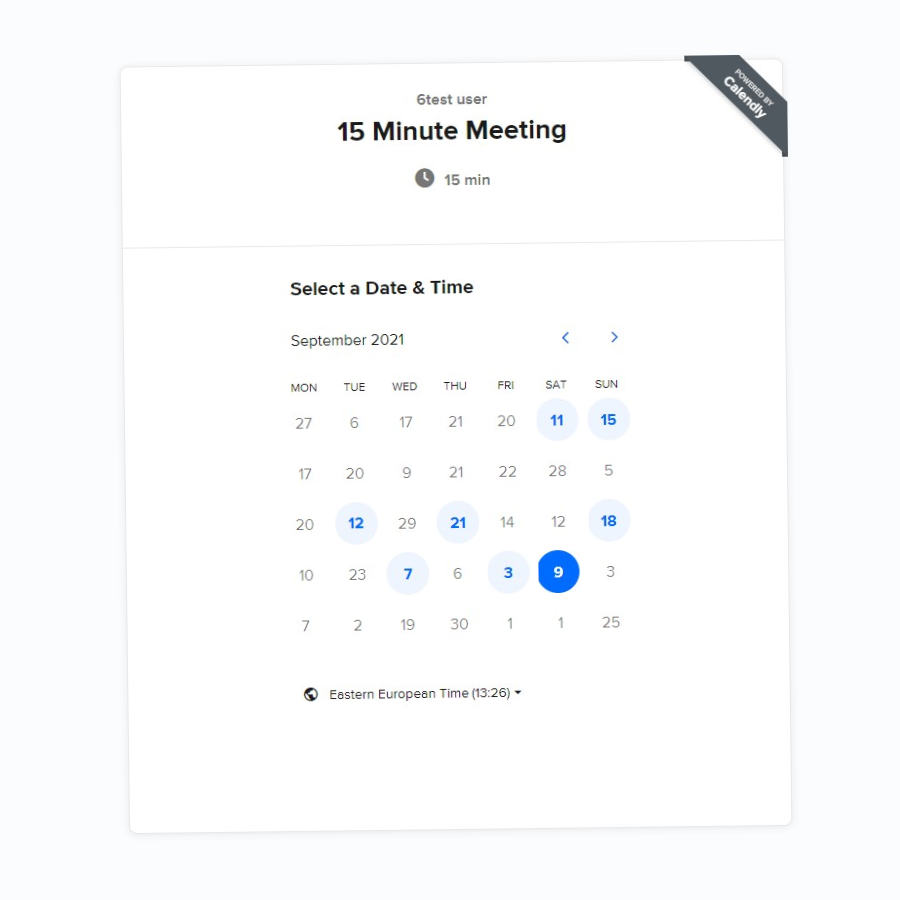 POWERED BY
Calendly
6test user
15 Minute Meeting
15 min
Select a Date & Time
September 2021
MON TUE WED THU FRI SAT SUN
27 6 17 21 20 11 15
17 20 9 21 22 28 5
20 12 29 21 14 12 18
10 23 7 6 3 9 3
7 2 19 30 1 1 25
Eastern European Time (13:26)